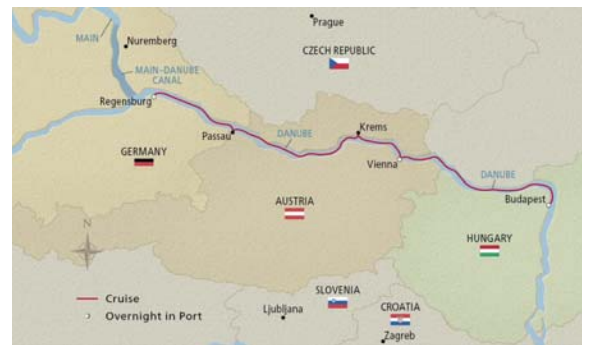 Prague
MAIN
Nuremberg
CZECH REPUBLIC
MAIN-DANUBE
CANAL
Regensburg
Krems
Passau
DANUBE
GERMANY
Vienna
DANUBE
AUSTRIA
Budapest
N
HUNGARY
SLOVENIA
Cruise
CROATIA
Ljubljana
Overnight in Port
Zagreb